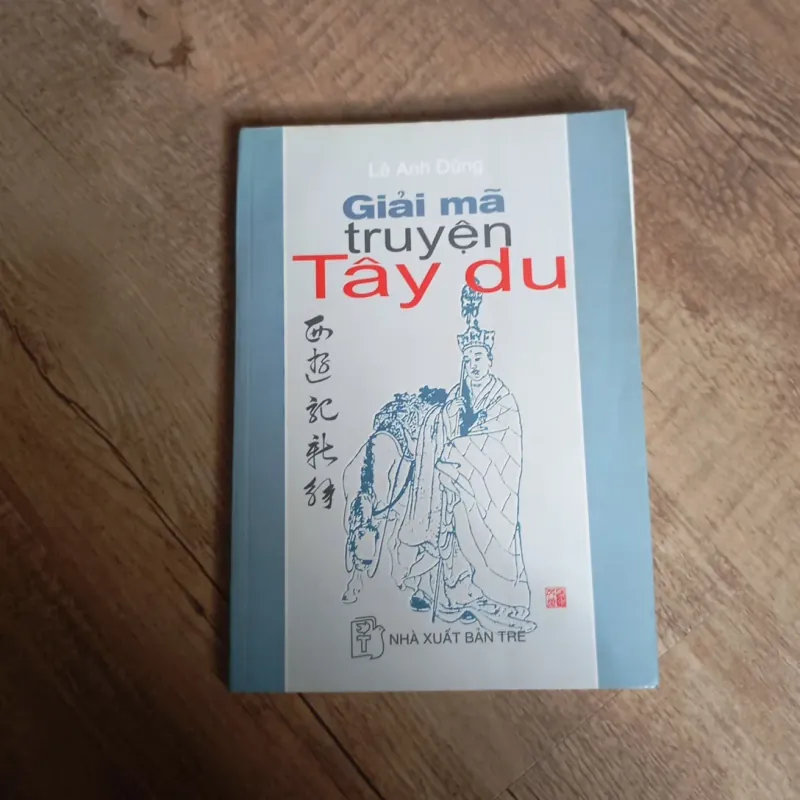 Lê Anh Dũng
Giải mã
truyện
Tây du
西遊記新解
NHÀ XUẤT BẢN TRẺ